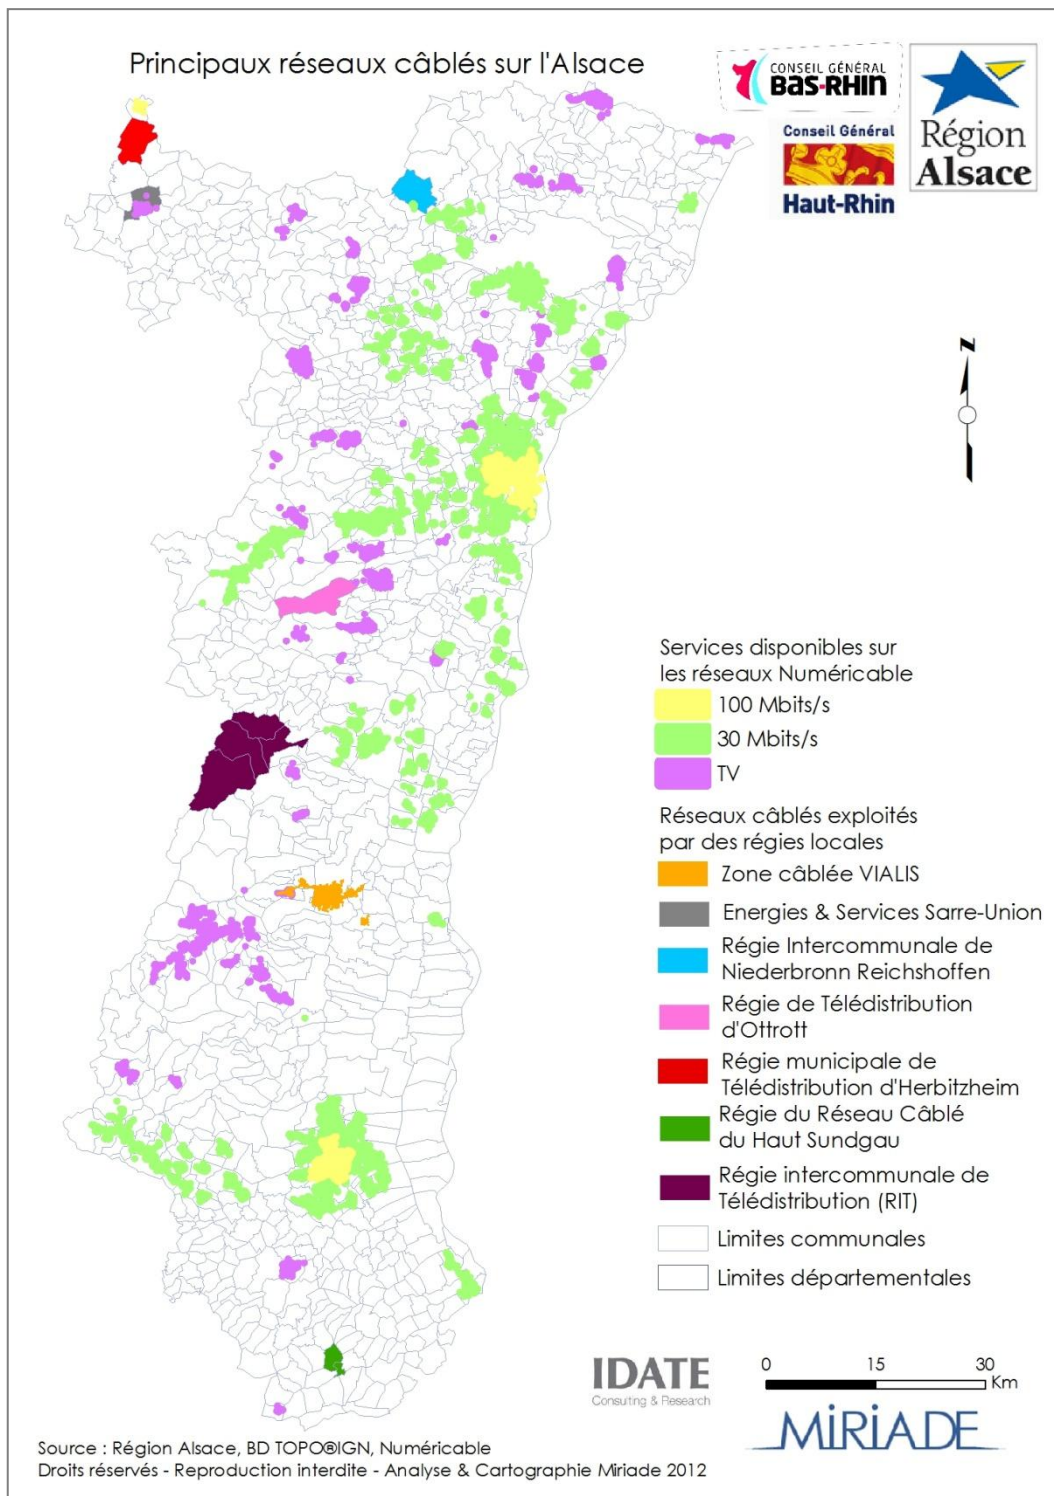 Principaux réseaux câblés sur l'Alsace
CONSEIL GÉNÉRAL
BAS-RHIN
Conseil Général
Haut-Rhin
Région
Alsace
N
Services disponibles sur
les réseaux Numéricable
100 Mbits/s
30 Mbits/s
TV
Réseaux câblés exploités
par des régies locales
Zone câblée VIALIS
Energies & Services Sarre-Union
Régie Intercommunale de
Niederbronn Reichshoffen
Régie de Télédistribution
d'Ottrott
Régie municipale de
Télédistribution d'Herbitzheim
Régie du Réseau Câblé
du Haut Sundgau
Régie intercommunale de
Télédistribution (RIT)
Limites communales
Limites départementales
IDATE
Consulting & Research
0 15 30
Km
MIRIADE
Source : Région Alsace, BD TOPO®IGN, Numéricable
Droits réservés - Reproduction interdite - Analyse & Cartographie Miriade 2012